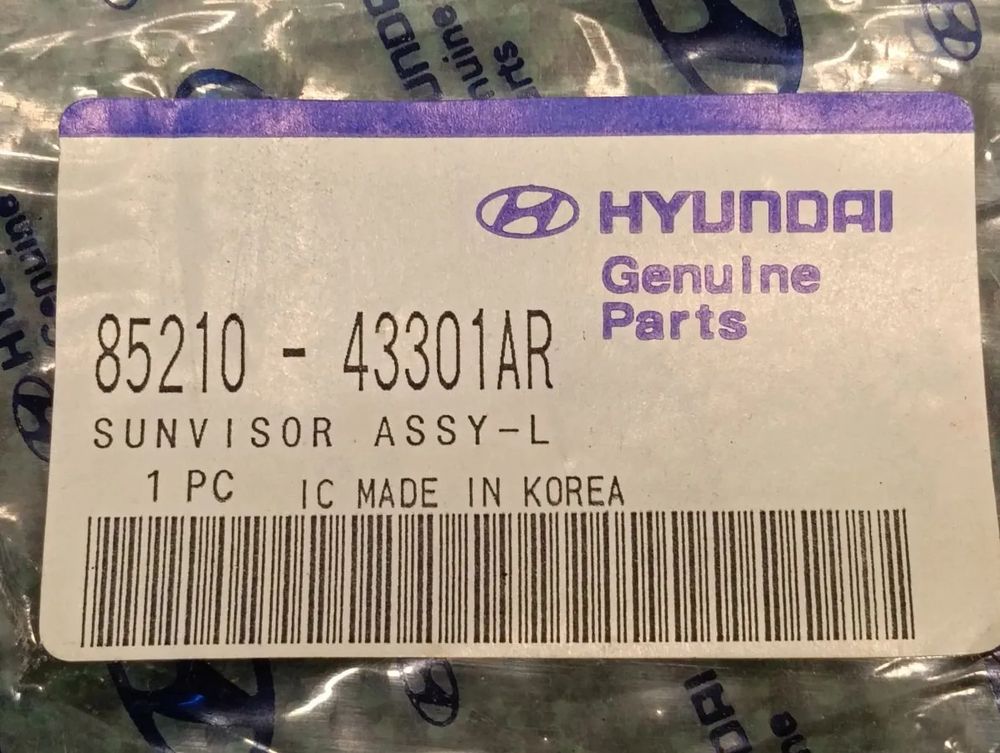 HYUNDAI
Genuine
Parts
85210 - 43301AR
SUNVISOR ASSY-L
1 PC IC MADE IN KOREA